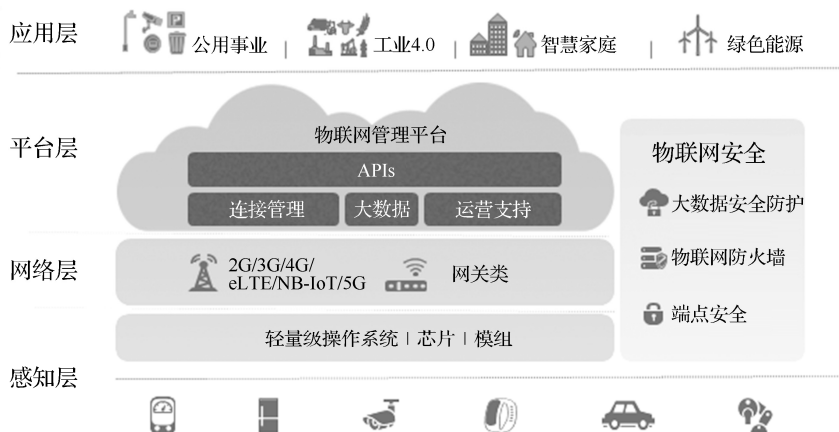 应用层
公用事业 | 工业4.0 | 智慧家庭 | 绿色能源
平台层
物联网管理平台
APIs
连接管理 大数据 运营支持
网络层
2G/3G/4G/
eLTE/NB-IoT/5G
网关类
轻量级操作系统 | 芯片 | 模组
感知层
物联网安全
大数据安全防护
物联网防火墙
端点安全